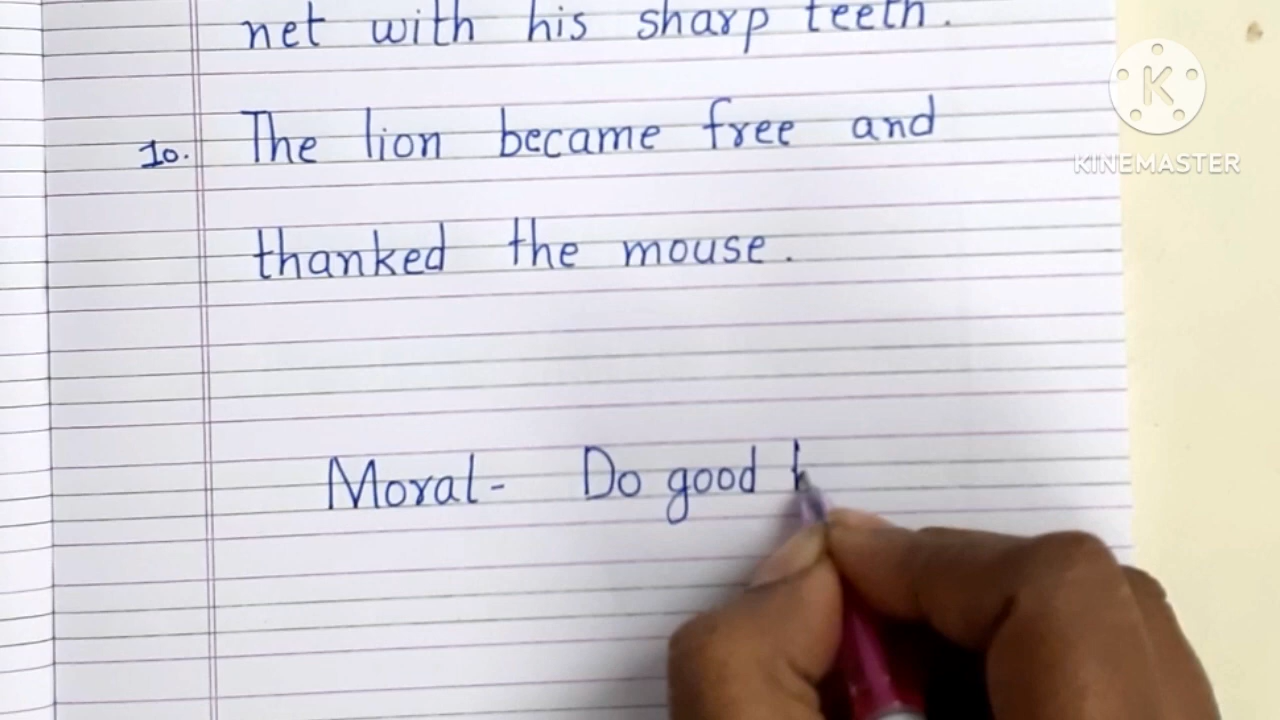 net with his sharp teeth.
10. The lion became free and
thanked the mouse.
Moral- Do good
K
KINEMASTER